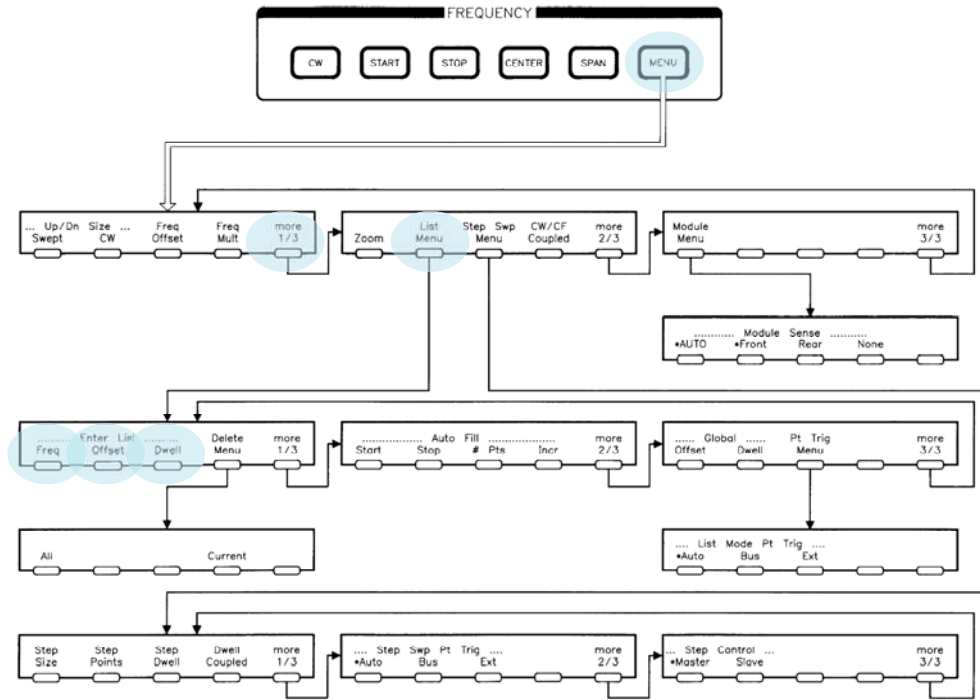 FREQUENCY
CW START STOP CENTER SPAN MENU
... Up/Dn Size ... Freq Freq more
Swept CW Offset Mult 1/3
List Step Swp CW/CF more
Zoom Menu Menu Coupled 2/3
Module more
Menu 3/3
............ Module Sense ...........
*AUTO *Front Rear None
.......... Enter List .......... Delete more
Freq Offset Dwell Menu 1/3
................... Auto Fill ..................... more
Start Stop # Pts Incr 2/3
..... Global ..... Pt Trig more
Offset Dwell Menu 3/3
All Current
.... List Mode Pt Trig ....
*Auto Bus Ext
Step Step Step Dwell more
Size Points Dwell Coupled 1/3
.... Step Swp Pt Trig .... more
*Auto Bus Ext 2/3
... Step Control ... more
*Master Slave 3/3